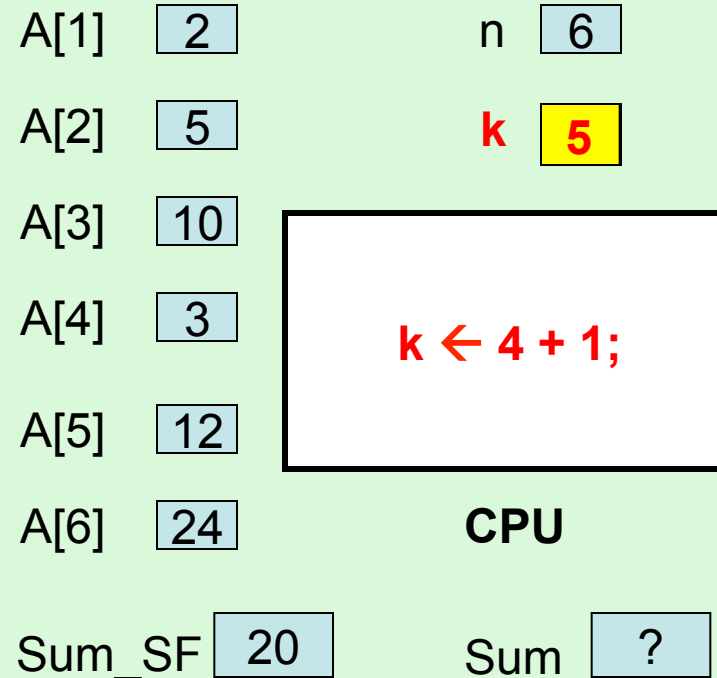 A[1] 2 n 6
A[2] 5 k 5
A[3] 10
A[4] 3 k ← 4 + 1;
A[5] 12
A[6] 24 CPU
Sum_SF 20 Sum ?